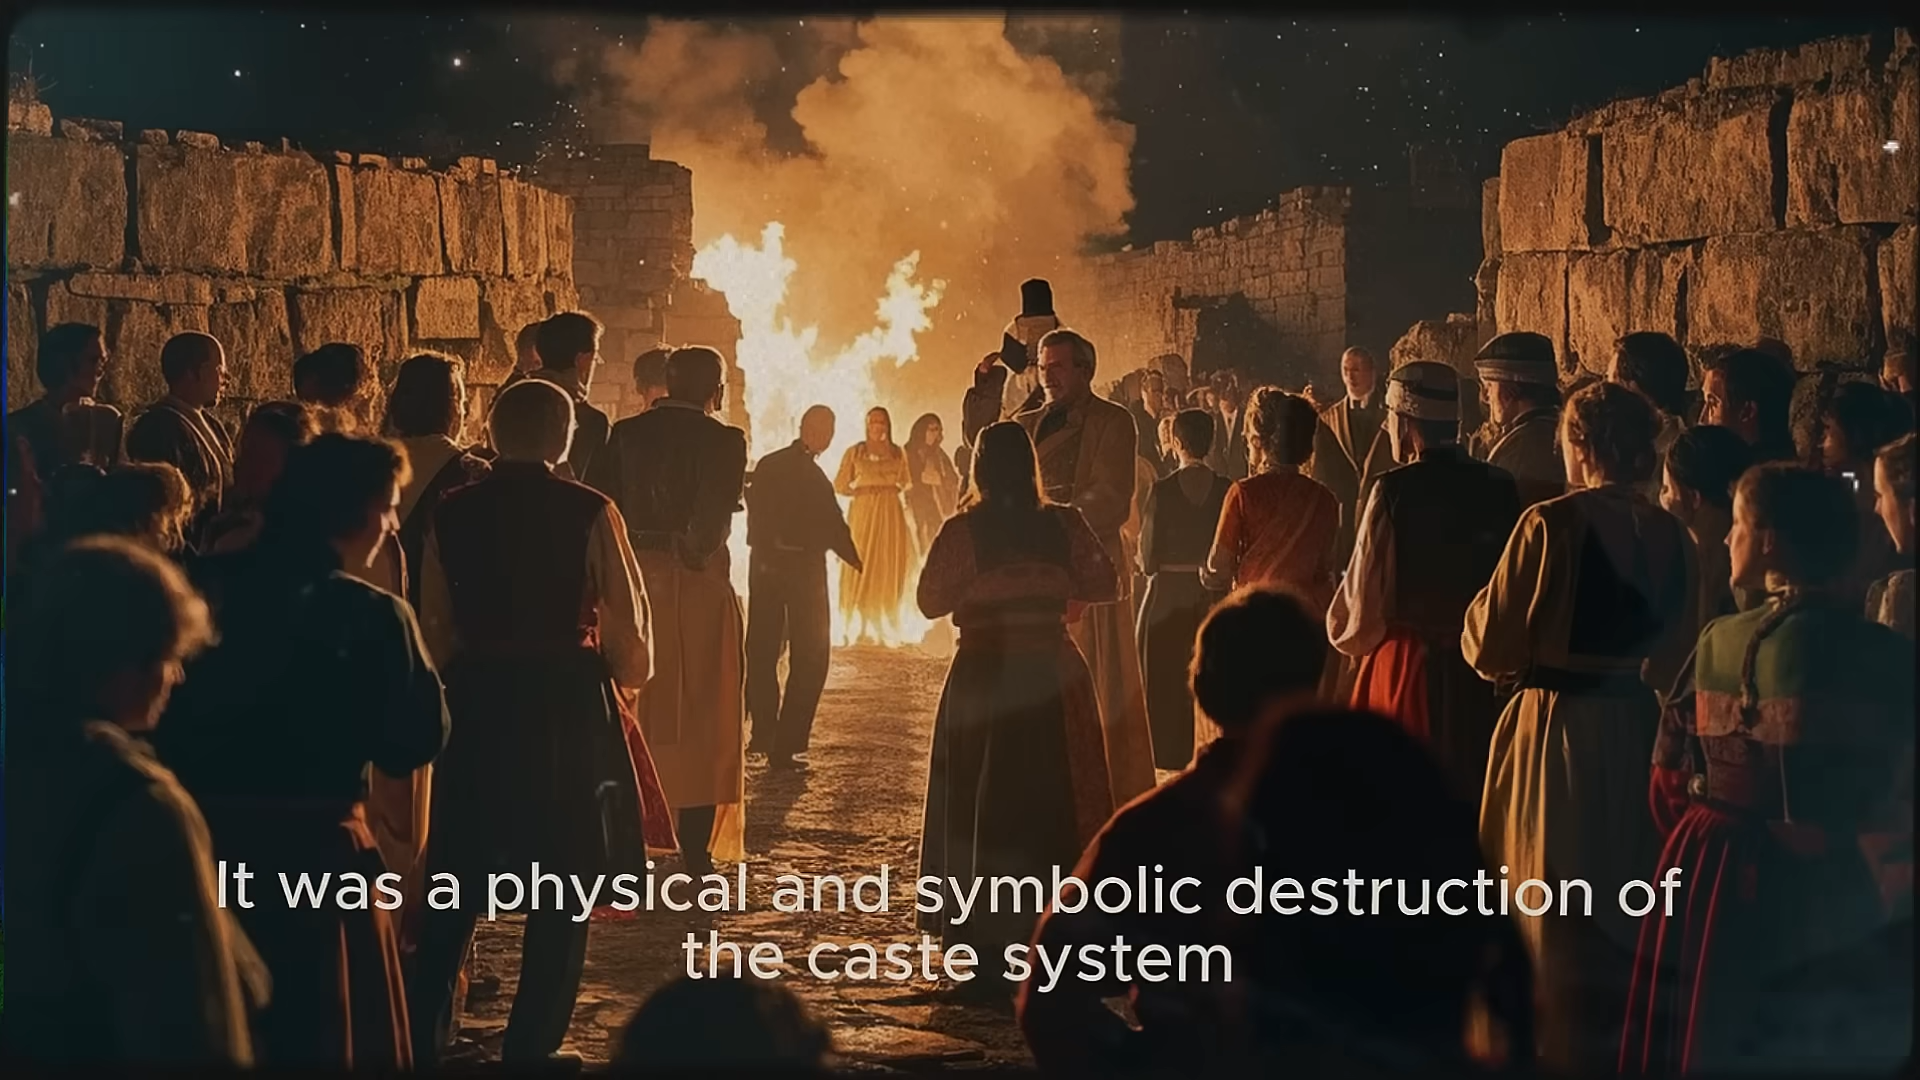 It was a physical and symbolic destruction of
the caste system